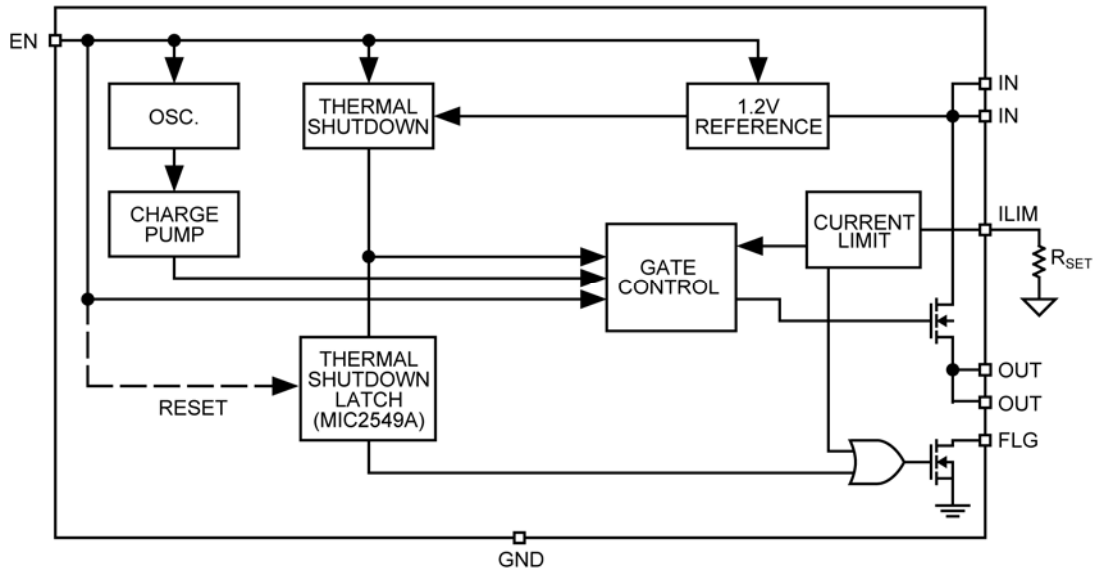 EN
OSC.
THERMAL
SHUTDOWN
1.2V
REFERENCE
IN
IN
CHARGE
PUMP
GATE
CONTROL
CURRENT
LIMIT
ILIM
RSET
THERMAL
SHUTDOWN
LATCH
(MIC2549A)
RESET
OUT
OUT
FLG
GND